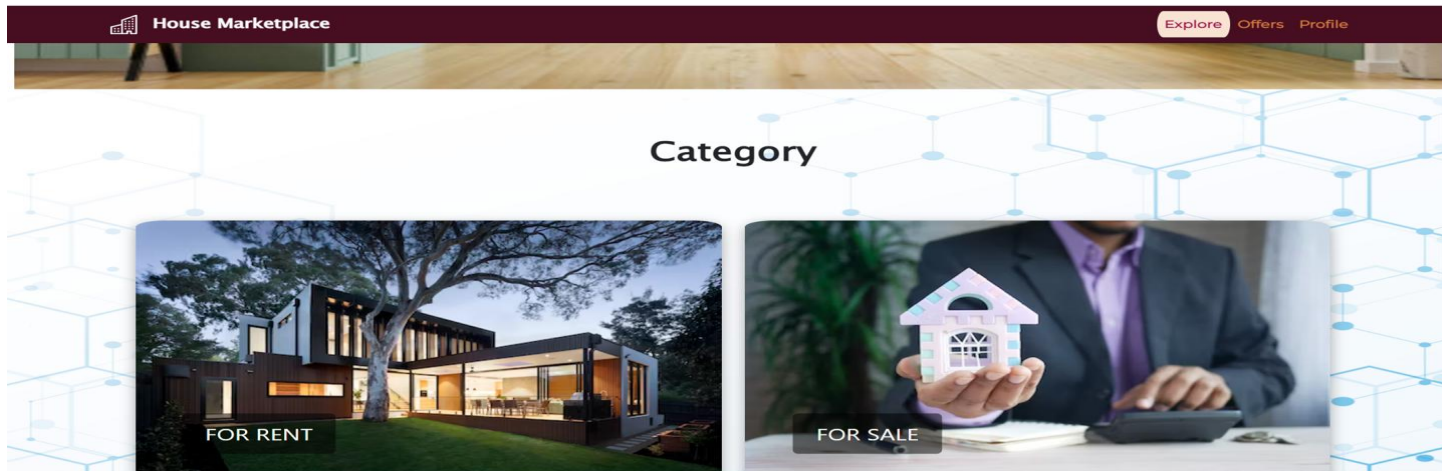 House Marketplace
Explore Offers Profile
Category
FOR RENT
FOR SALE